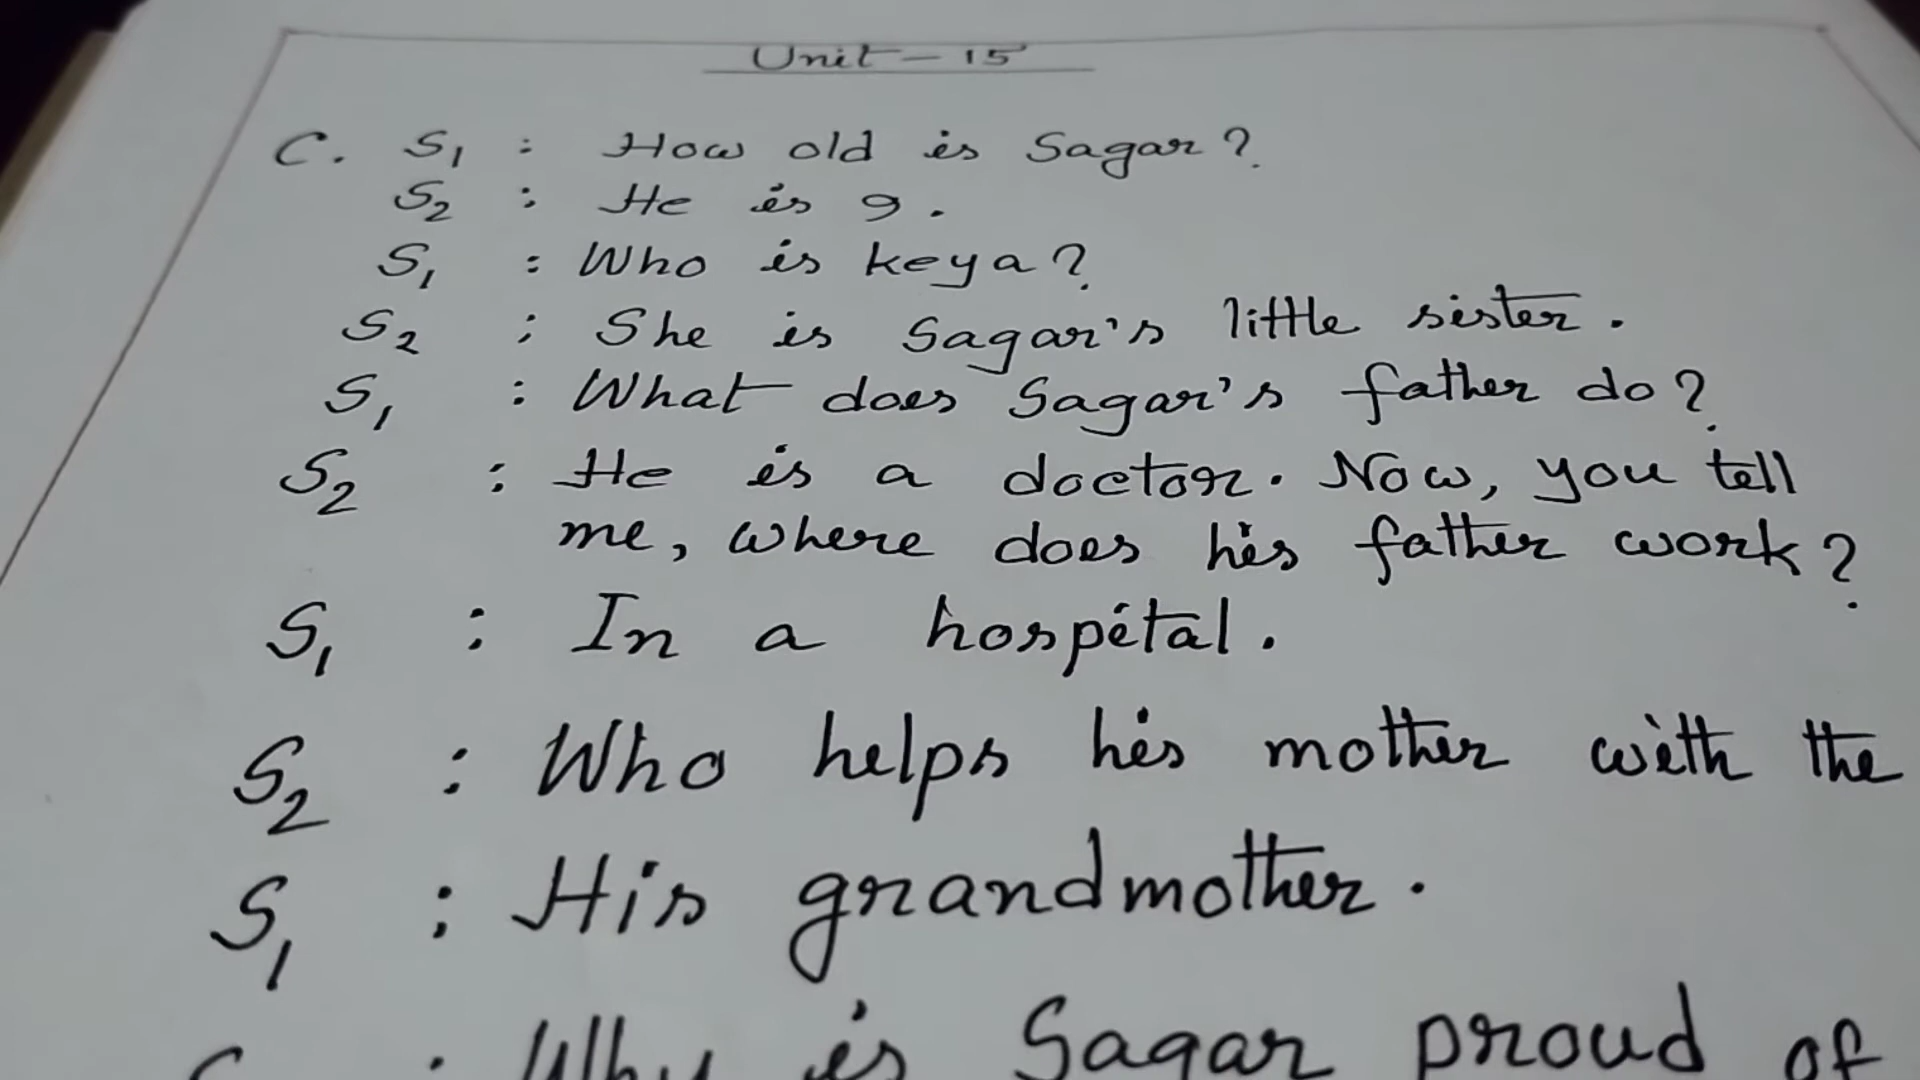 Unit - 15
C. S1 : How old is Sagar?
S2 : He is 9.
S1 : Who is keya?
S2 : She is Sagar's little sister.
S1 : What does Sagar's father do?
S2 : He is a doctor. Now, you tell
me, where does his father work?
S1 : In a hospital.
S2 : Who helps his mother with the
S1 : His grandmother.
: Why is Sagar proud of